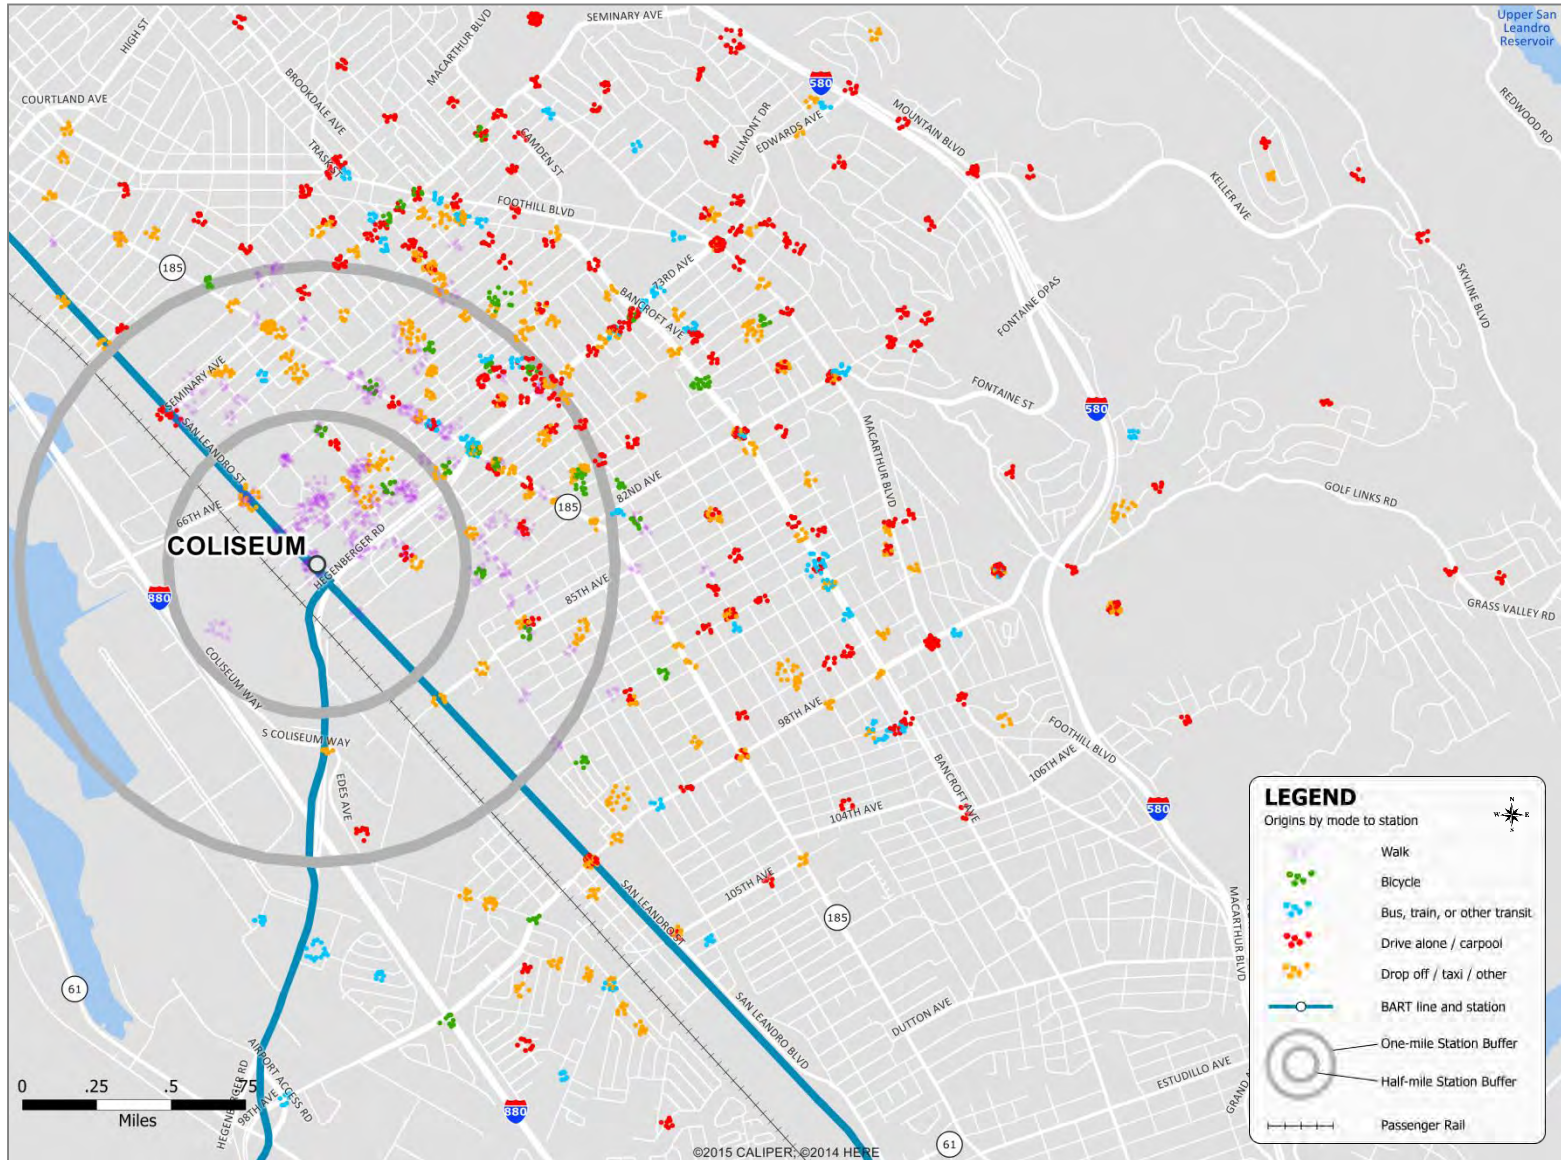 SEMINARY AVE
Upper San
Leandro
Reservoir
HIGH ST
MACARTHUR BLVD
BROOKDALE AVE
580
COURTLAND AVE
REDWOOD RD
HILLMONT DR
EDWARDS AVE
MOUNTAIN BLVD
CAMDEN ST
TRASK ST
KELLER AVE
FOOTHILL BLVD
185
73RD AVE
SKYLINE BLVD
BANCROFT AVE
FONTAINE OPAS
SEMINARY AVE
FONTAINE ST
580
SAN LEANDRO ST
MACARTHUR BLVD
82ND AVE
GOLF LINKS RD
185
66TH AVE
COLISEUM
HEGENBERGER RD
85TH AVE
880
GRASS VALLEY RD
COLISEUM WAY
98TH AVE
S COLISEUM WAY
FOOTHILL BLVD
106TH AVE
EDES AVE
BANCROFT AVE
104TH AVE
580
105TH AVE
SAN LEANDRO ST
185
MACARTHUR BLVD
61
SAN LEANDRO BLVD
DUTTON AVE
AIRPORT ACCESS RD
HEGENBERGER RD
98TH AVE
ESTUDILLO AVE
880
61
0 .25 .5 .75
Miles
©2015 CALIPER; ©2014 HERE
LEGEND
Origins by mode to station
N
W E
S
Walk
Bicycle
Bus, train, or other transit
Drive alone / carpool
Drop off / taxi / other
BART line and station
One-mile Station Buffer
Half-mile Station Buffer
Passenger Rail